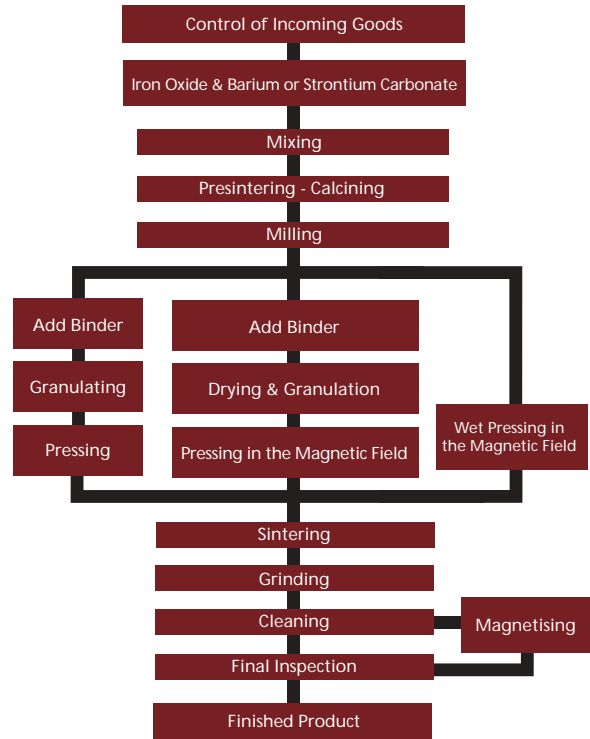 Control of Incoming Goods
Iron Oxide & Barium or Strontium Carbonate
Mixing
Presintering - Calcining
Milling
Add Binder
Granulating
Pressing
Add Binder
Drying & Granulation
Pressing in the Magnetic Field
Wet Pressing in
the Magnetic Field
Sintering
Grinding
Cleaning
Magnetising
Final Inspection
Finished Product